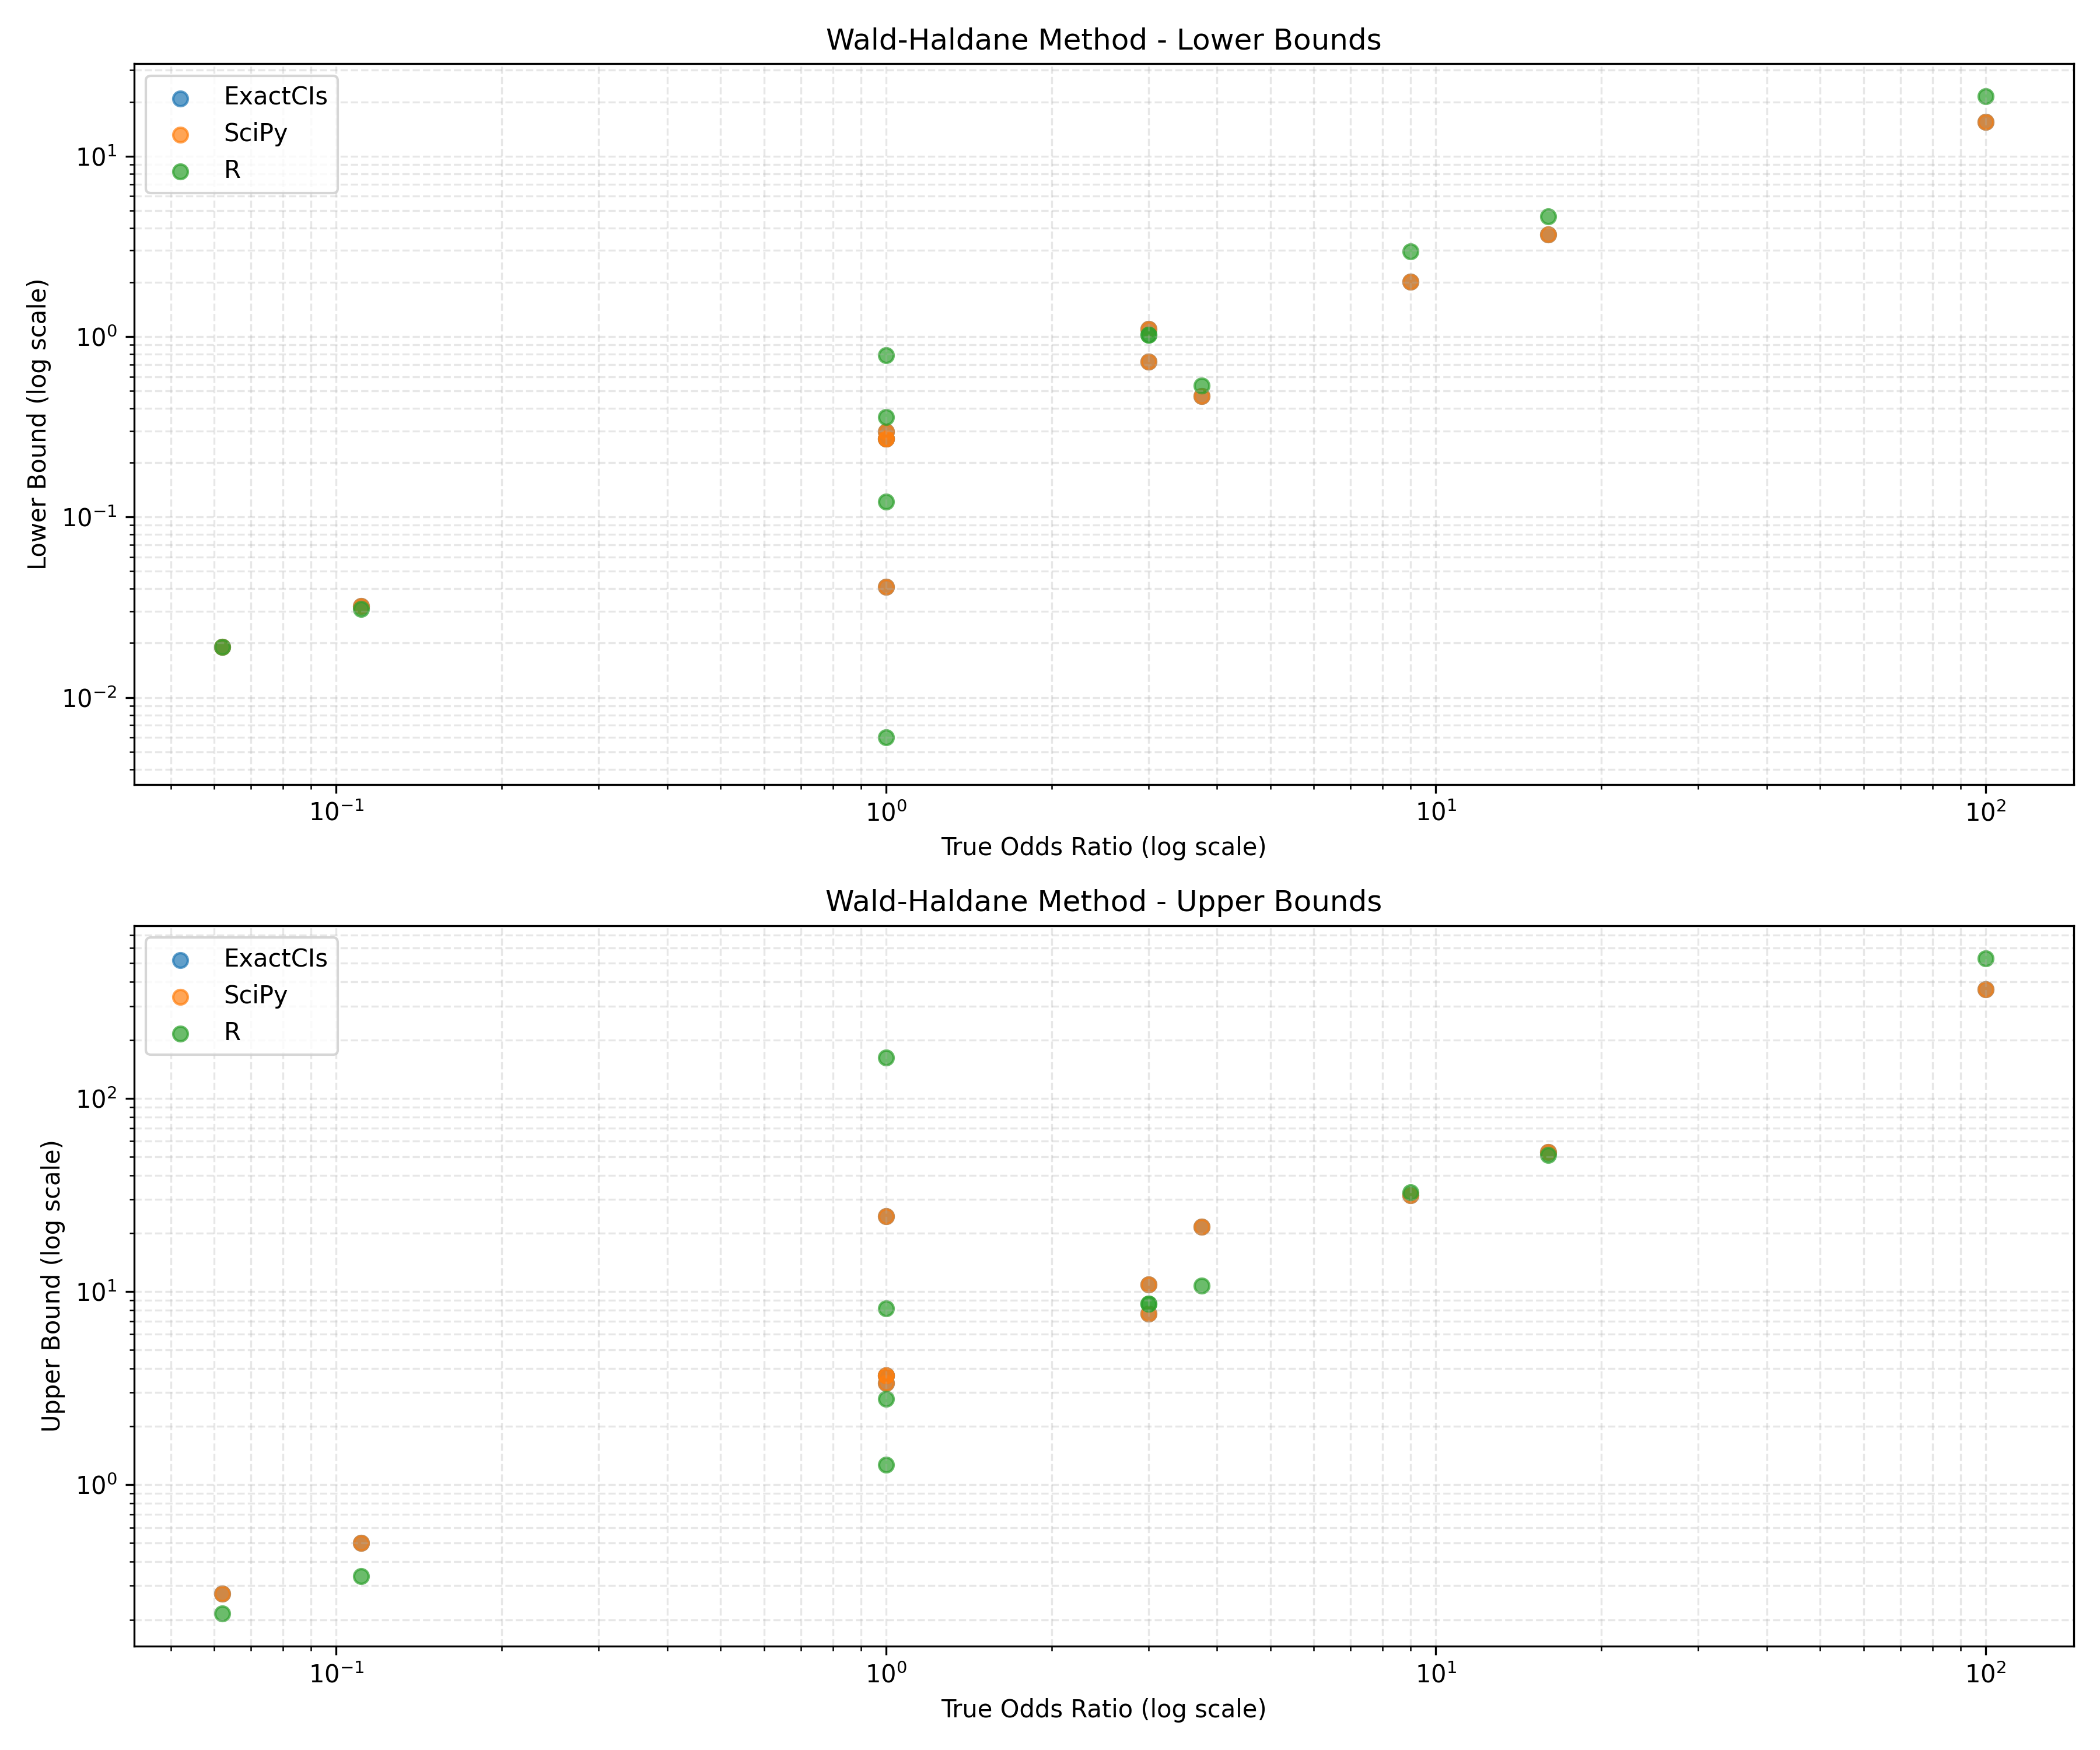 Wald-Haldane Method - Lower Bounds
ExactCIs
SciPy
R
Lower Bound (log scale)
10¹
10⁰
10⁻¹
10⁻²
10⁻¹ 10⁰ 10¹ 10²
True Odds Ratio (log scale)
Wald-Haldane Method - Upper Bounds
ExactCIs
SciPy
R
Upper Bound (log scale)
10²
10¹
10⁰
10⁻¹ 10⁰ 10¹ 10²
True Odds Ratio (log scale)